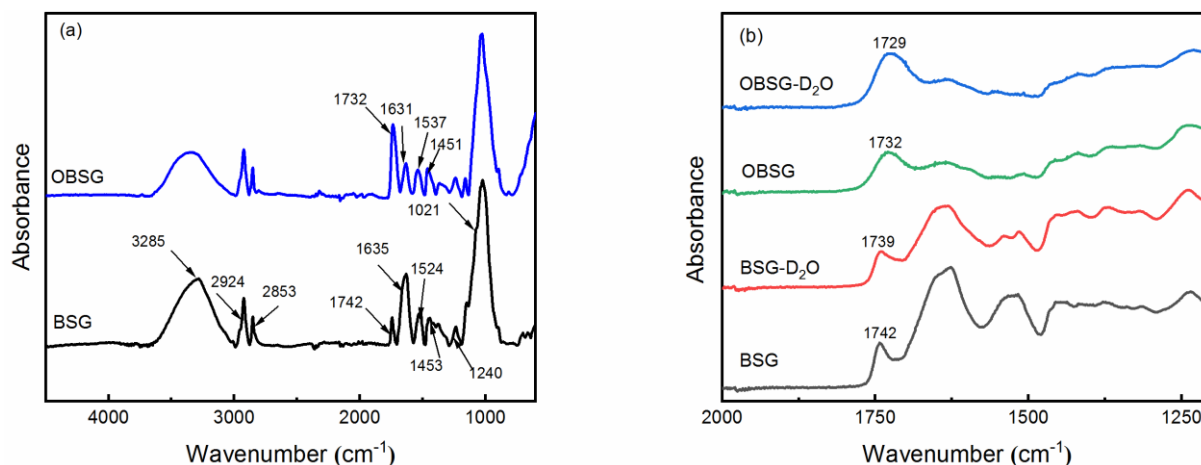 (a)
1732
1631
1537
1451
OBSG
1021
3285
2924
2853
1635
1742
1524
BSG
1453
1240
4000
3000
2000
1000
Absorbance
Wavenumber (cm⁻¹)
(b)
1729
OBSG-D₂O
1732
OBSG
1739
BSG-D₂O
1742
BSG
2000
1750
1500
1250
Absorbance
Wavenumber (cm⁻¹)